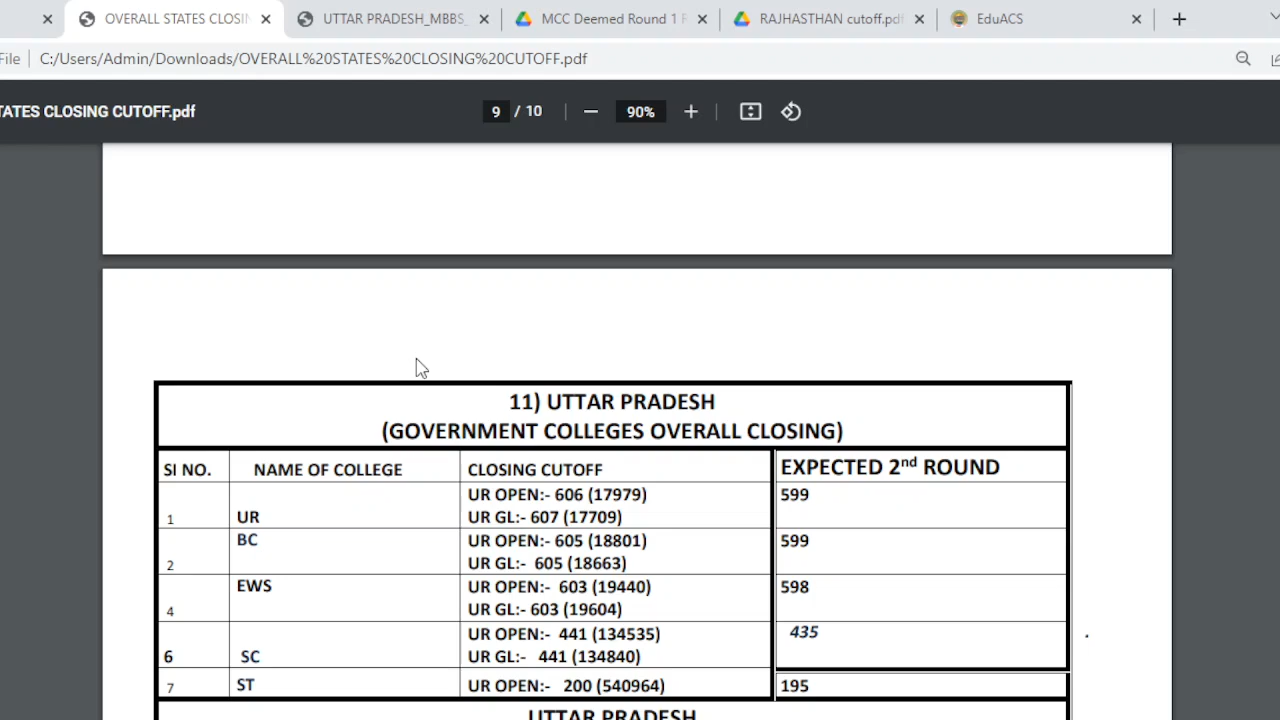 OVERALL STATES CLOSIN
UTTAR PRADESH_MBBS_
MCC Deemed Round 1 R
RAJHASTHAN cutoff.pdf
EduACS
File
C:/Users/Admin/Downloads/OVERALL%20STATES%20CLOSING%20CUTOFF.pdf
TATES CLOSING CUTOFF.pdf
9 / 10
90%
11) UTTAR PRADESH
(GOVERNMENT COLLEGES OVERALL CLOSING)
SI NO. NAME OF COLLEGE CLOSING CUTOFF EXPECTED 2nd ROUND
UR OPEN:- 606 (17979) 599
1 UR UR GL:- 607 (17709)
BC UR OPEN:- 605 (18801) 599
2 UR GL:- 605 (18663)
EWS UR OPEN:- 603 (19440) 598
4 UR GL:- 603 (19604)
UR OPEN:- 441 (134535) 435
6 SC UR GL:- 441 (134840)
7 ST UR OPEN:- 200 (540964) 195
UTTAR PRADESH